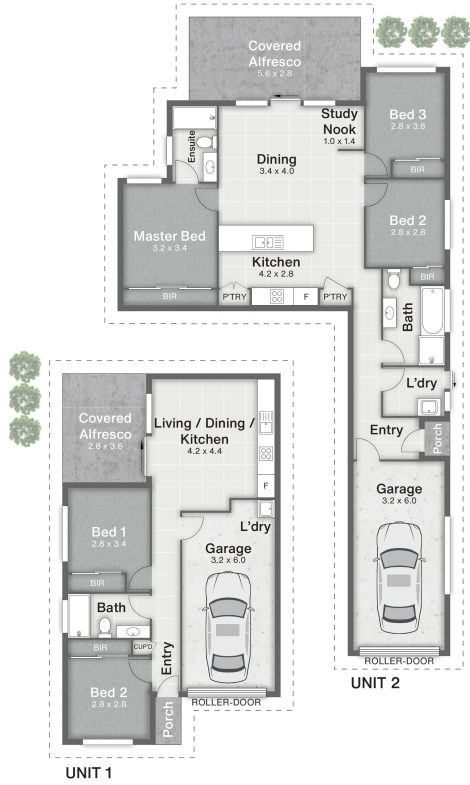 Covered
Alfresco
5.6 x 2.8
Study
Nook
1.0 x 1.4
Bed 3
2.8 x 3.6
BIR
Ensuite
Dining
3.4 x 4.0
Master Bed
3.2 x 3.4
BIR
Bed 2
2.8 x 2.8
BIR
Kitchen
4.2 x 2.8
P'TRY
F
P'TRY
Bath
L'dry
Entry
Porch
Garage
3.2 x 6.0
ROLLER-DOOR
UNIT 2
Covered
Alfresco
2.8 x 3.6
Living / Dining /
Kitchen
4.2 x 4.4
F
L'dry
Bed 1
2.8 x 3.4
BIR
Garage
3.2 x 6.0
Bath
BIR
CUP'D
Entry
Bed 2
2.8 x 2.8
Porch
ROLLER-DOOR
UNIT 1